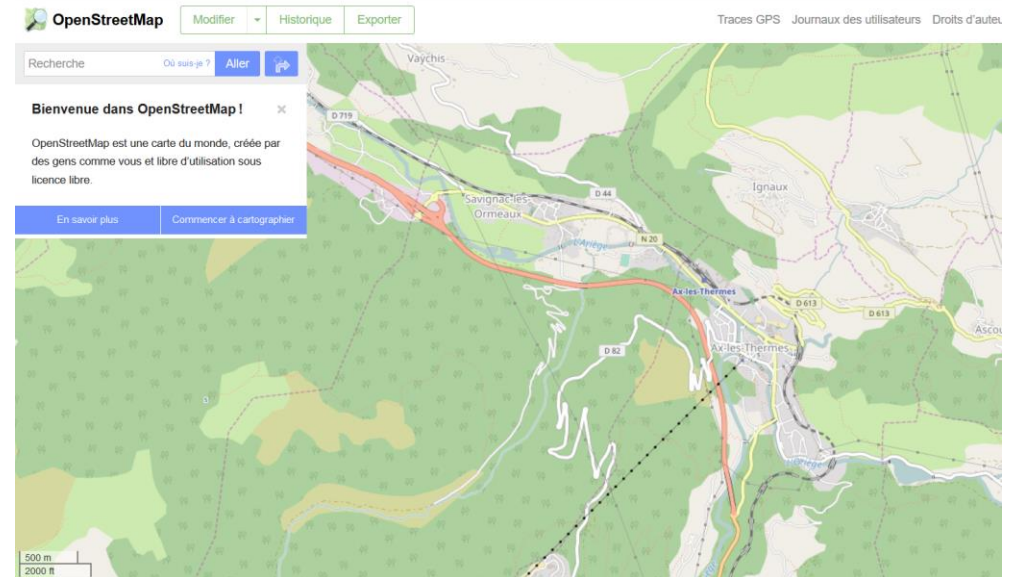 OpenStreetMap
Modifier
Historique
Exporter
Traces GPS
Journaux des utilisateurs
Droits d'auteu
Recherche
Où suis-je ?
Aller
Bienvenue dans OpenStreetMap !
×
OpenStreetMap est une carte du monde, créée par
des gens comme vous et libre d'utilisation sous
licence libre.
En savoir plus
Commencer à cartographier
Vaychis
D 719
Savignac-les-
Ormeaux
D 44
Ignaux
l'Ariège
N 20
Ax-les-Thermes
D 613
D 613
Ascou
D 82
Ax-les-Thermes
l'Ariège
500 m
2000 ft